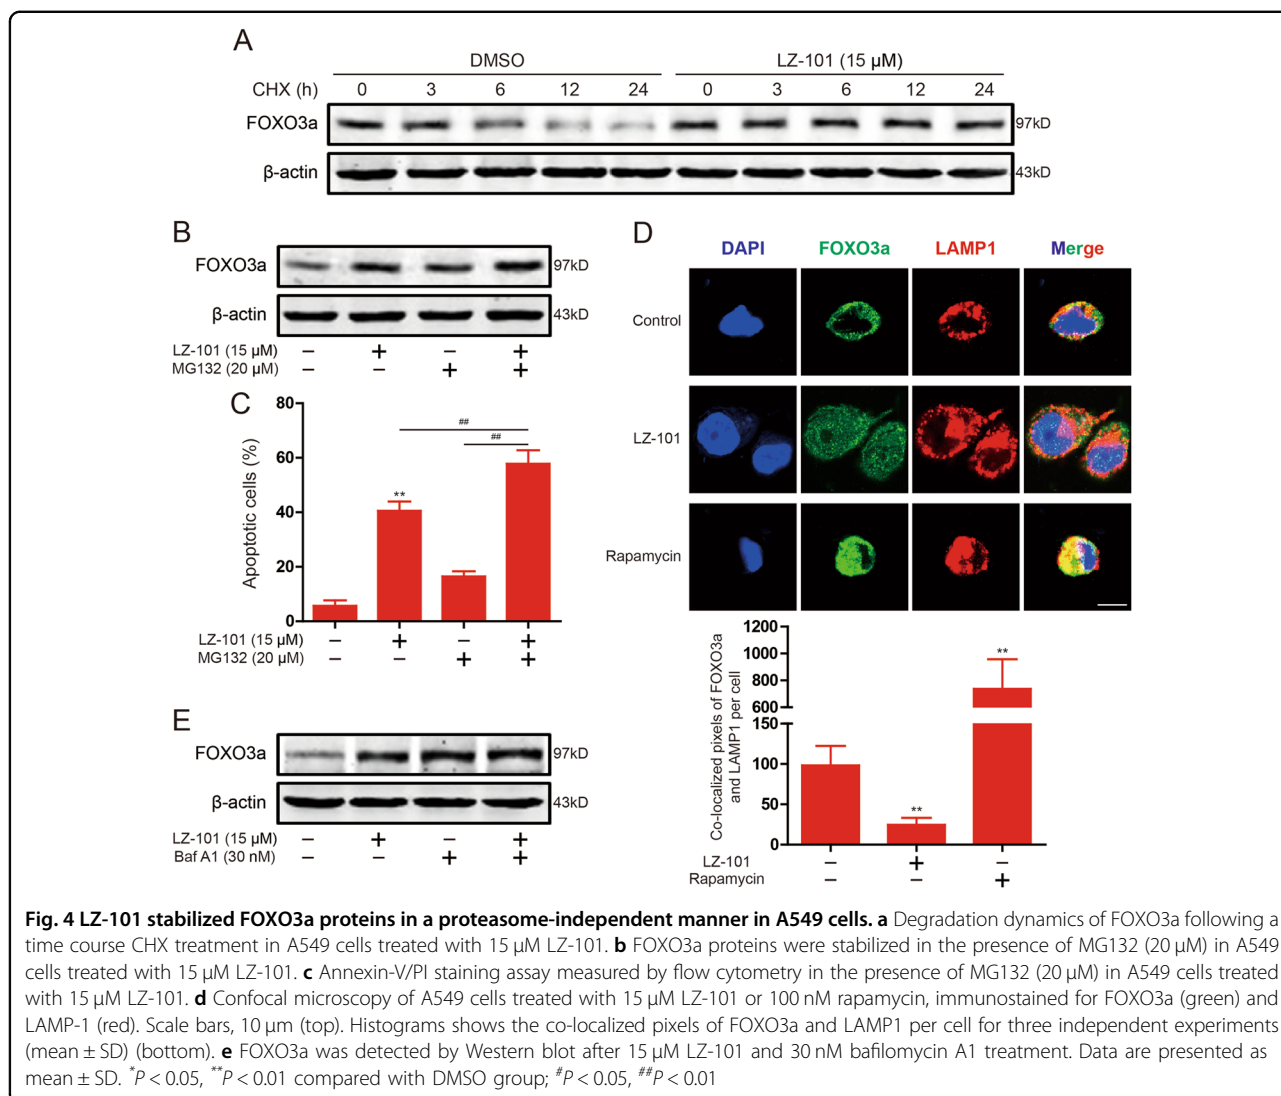 A
DMSO LZ-101 (15 µM)
CHX (h) 0 3 6 12 24 0 3 6 12 24
FOXO3a 97kD
β-actin 43kD
B
FOXO3a 97kD
β-actin 43kD
LZ-101 (15 µM) − + − +
MG132 (20 µM) − − + +
C
Apoptotic cells (%)
80
60
40
20
0
**
##
##
LZ-101 (15 µM) − + − +
MG132 (20 µM) − − + +
D
DAPI FOXO3a LAMP1 Merge
Control
LZ-101
Rapamycin
Co-localized pixels of FOXO3a
and LAMP1 per cell
1200
1000
800
600
150
100
50
0
**
**
LZ-101 − + −
Rapamycin − − +
E
FOXO3a 97kD
β-actin 43kD
LZ-101 (15 µM) − + − +
Baf A1 (30 nM) − − + +
Fig. 4 LZ-101 stabilized FOXO3a proteins in a proteasome-independent manner in A549 cells. a Degradation dynamics of FOXO3a following a
time course CHX treatment in A549 cells treated with 15 µM LZ-101. b FOXO3a proteins were stabilized in the presence of MG132 (20 µM) in A549
cells treated with 15 µM LZ-101. c Annexin-V/PI staining assay measured by flow cytometry in the presence of MG132 (20 µM) in A549 cells treated
with 15 µM LZ-101. d Confocal microscopy of A549 cells treated with 15 µM LZ-101 or 100 nM rapamycin, immunostained for FOXO3a (green) and
LAMP-1 (red). Scale bars, 10 µm (top). Histograms shows the co-localized pixels of FOXO3a and LAMP1 per cell for three independent experiments
(mean ± SD) (bottom). e FOXO3a was detected by Western blot after 15 µM LZ-101 and 30 nM bafilomycin A1 treatment. Data are presented as
mean ± SD. *P < 0.05, **P < 0.01 compared with DMSO group; #P < 0.05, ##P < 0.01